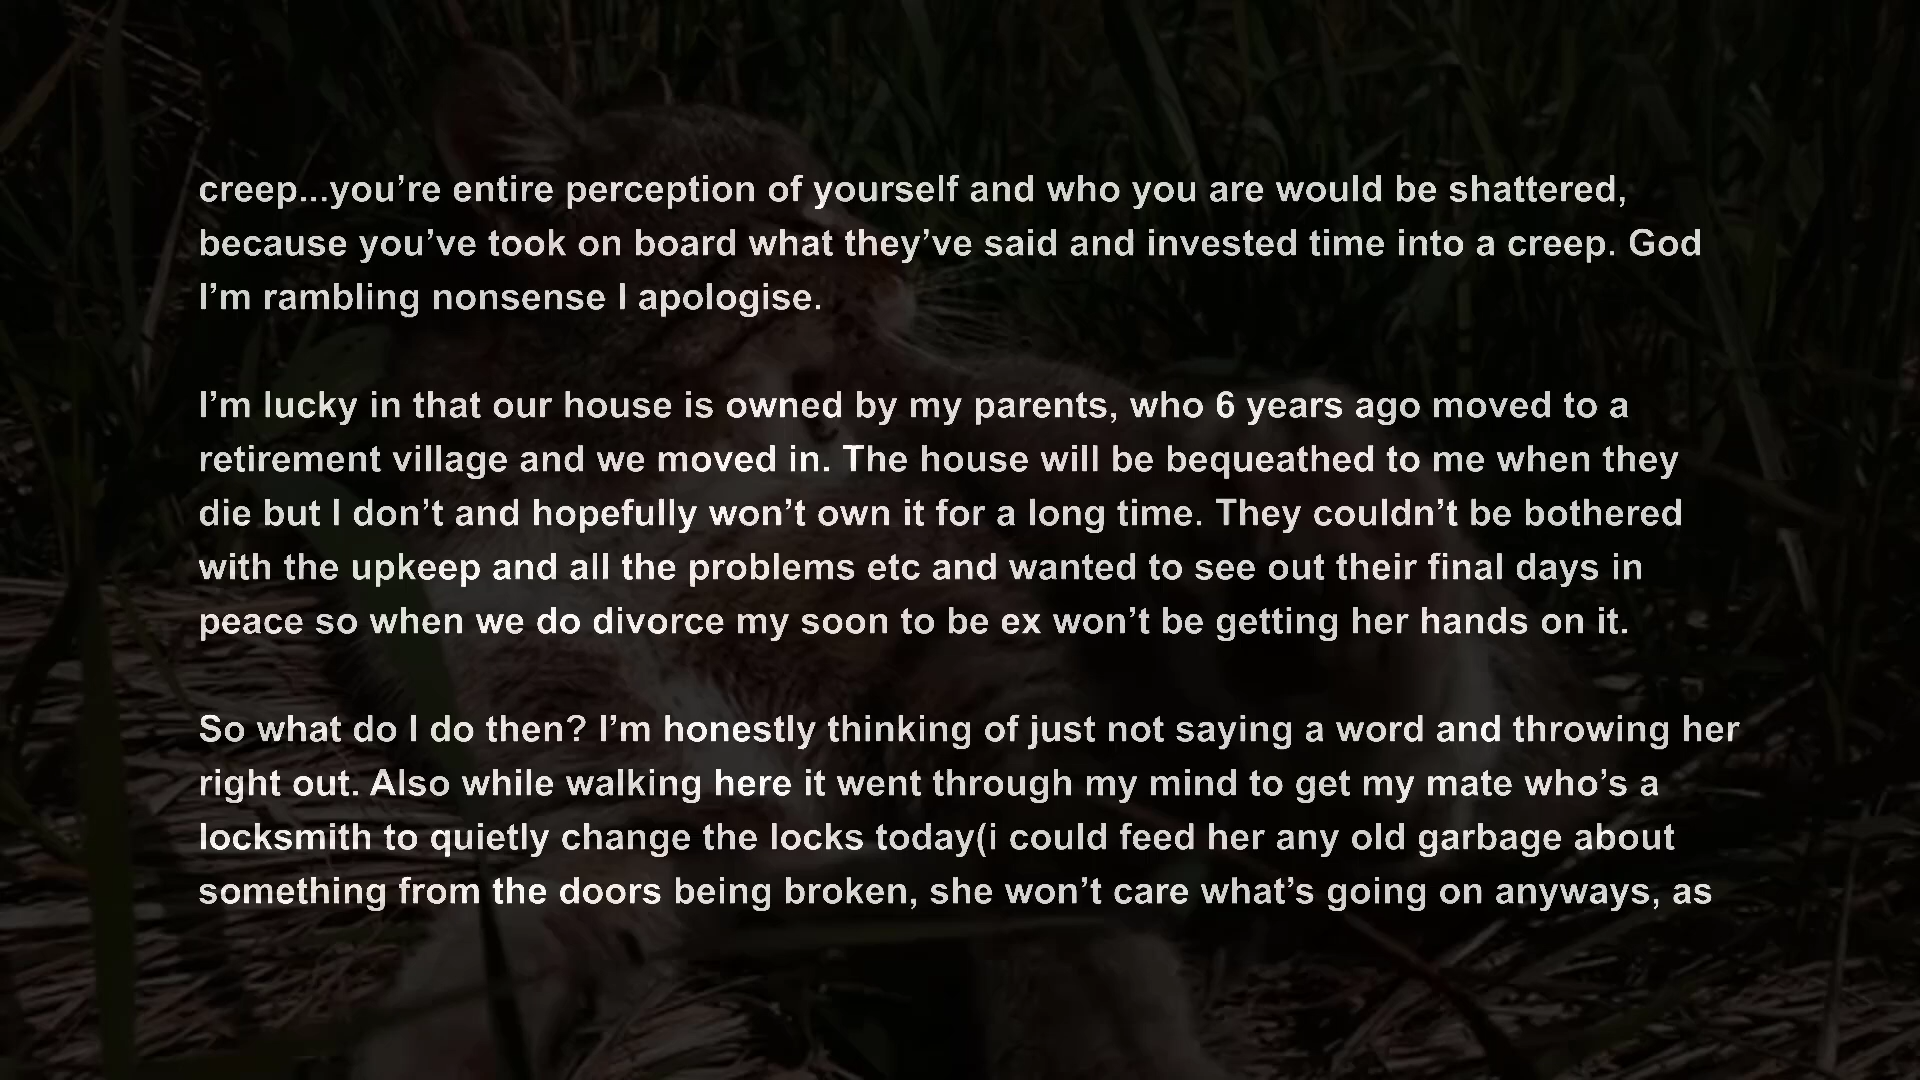 creep...you’re entire perception of yourself and who you are would be shattered,
because you’ve took on board what they’ve said and invested time into a creep. God
I’m rambling nonsense I apologise.
I’m lucky in that our house is owned by my parents, who 6 years ago moved to a
retirement village and we moved in. The house will be bequeathed to me when they
die but I don’t and hopefully won’t own it for a long time. They couldn’t be bothered
with the upkeep and all the problems etc and wanted to see out their final days in
peace so when we do divorce my soon to be ex won’t be getting her hands on it.
So what do I do then? I’m honestly thinking of just not saying a word and throwing her
right out. Also while walking here it went through my mind to get my mate who’s a
locksmith to quietly change the locks today(i could feed her any old garbage about
something from the doors being broken, she won’t care what’s going on anyways, as